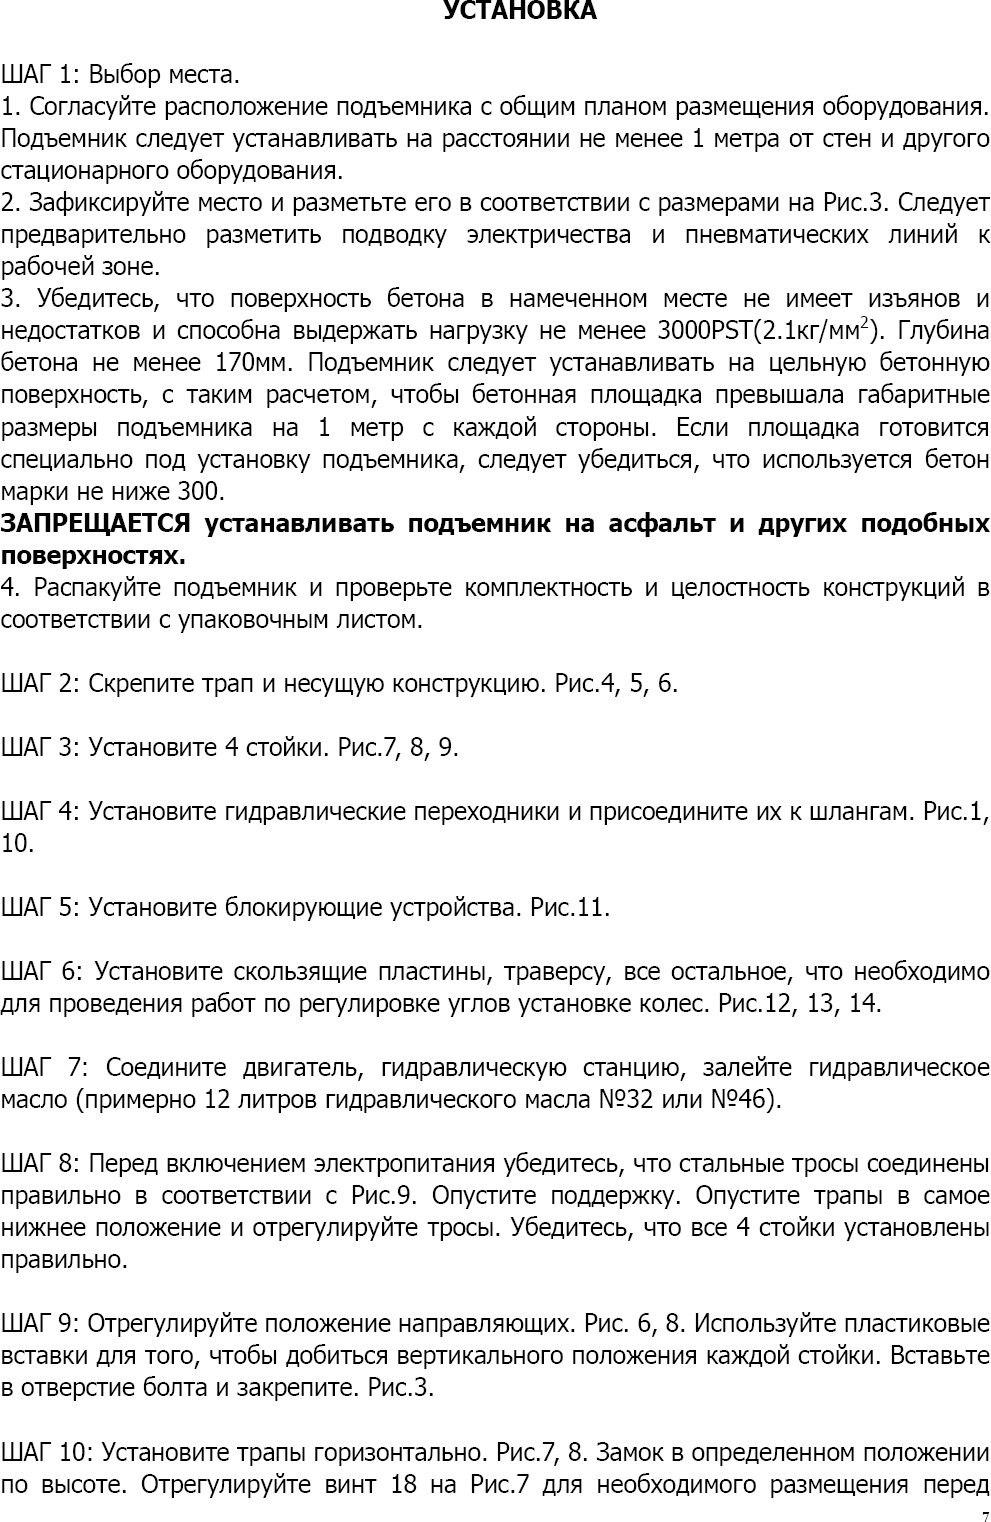 УСТАНОВКА
ШАГ 1: Выбор места.
1. Согласуйте расположение подъемника с общим планом размещения оборудования.
Подъемник следует устанавливать на расстоянии не менее 1 метра от стен и другого
стационарного оборудования.
2. Зафиксируйте место и разметьте его в соответствии с размерами на Рис.3. Следует
предварительно разметить подводку электричества и пневматических линий к
рабочей зоне.
3. Убедитесь, что поверхность бетона в намеченном месте не имеет изъянов и
недостатков и способна выдержать нагрузку не менее 3000PST(2.1кг/мм²). Глубина
бетона не менее 170мм. Подъемник следует устанавливать на цельную бетонную
поверхность, с таким расчетом, чтобы бетонная площадка превышала габаритные
размеры подъемника на 1 метр с каждой стороны. Если площадка готовится
специально под установку подъемника, следует убедиться, что используется бетон
марки не ниже 300.
ЗАПРЕЩАЕТСЯ устанавливать подъемник на асфальт и других подобных
поверхностях.
4. Распакуйте подъемник и проверьте комплектность и целостность конструкций в
соответствии с упаковочным листом.
ШАГ 2: Скрепите трап и несущую конструкцию. Рис.4, 5, 6.
ШАГ 3: Установите 4 стойки. Рис.7, 8, 9.
ШАГ 4: Установите гидравлические переходники и присоедините их к шлангам. Рис.1,
10.
ШАГ 5: Установите блокирующие устройства. Рис.11.
ШАГ 6: Установите скользящие пластины, траверсу, все остальное, что необходимо
для проведения работ по регулировке углов установке колес. Рис.12, 13, 14.
ШАГ 7: Соедините двигатель, гидравлическую станцию, залейте гидравлическое
масло (примерно 12 литров гидравлического масла №32 или №46).
ШАГ 8: Перед включением электропитания убедитесь, что стальные тросы соединены
правильно в соответствии с Рис.9. Опустите поддержку. Опустите трапы в самое
нижнее положение и отрегулируйте тросы. Убедитесь, что все 4 стойки установлены
правильно.
ШАГ 9: Отрегулируйте положение направляющих. Рис. 6, 8. Используйте пластиковые
вставки для того, чтобы добиться вертикального положения каждой стойки. Вставьте
в отверстие болта и закрепите. Рис.3.
ШАГ 10: Установите трапы горизонтально. Рис.7, 8. Замок в определенном положении
по высоте. Отрегулируйте винт 18 на Рис.7 для необходимого размещения перед
7